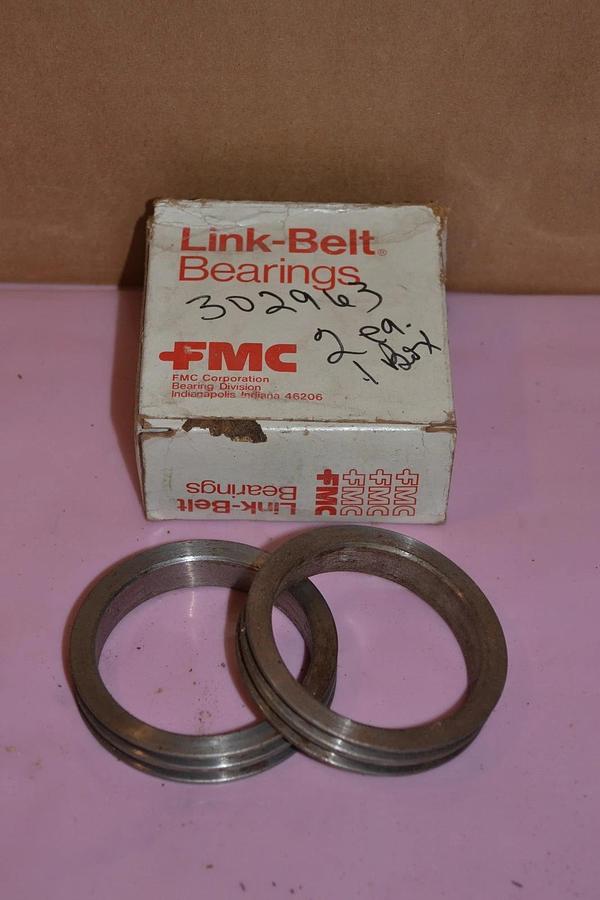 Link-Belt®
Bearings
302963
2 ea.
1 Box
FMC
FMC Corporation
Bearing Division
Indianapolis Indiana 46206
Link-Belt
Bearings
FMC
FMC
FMC
FMC